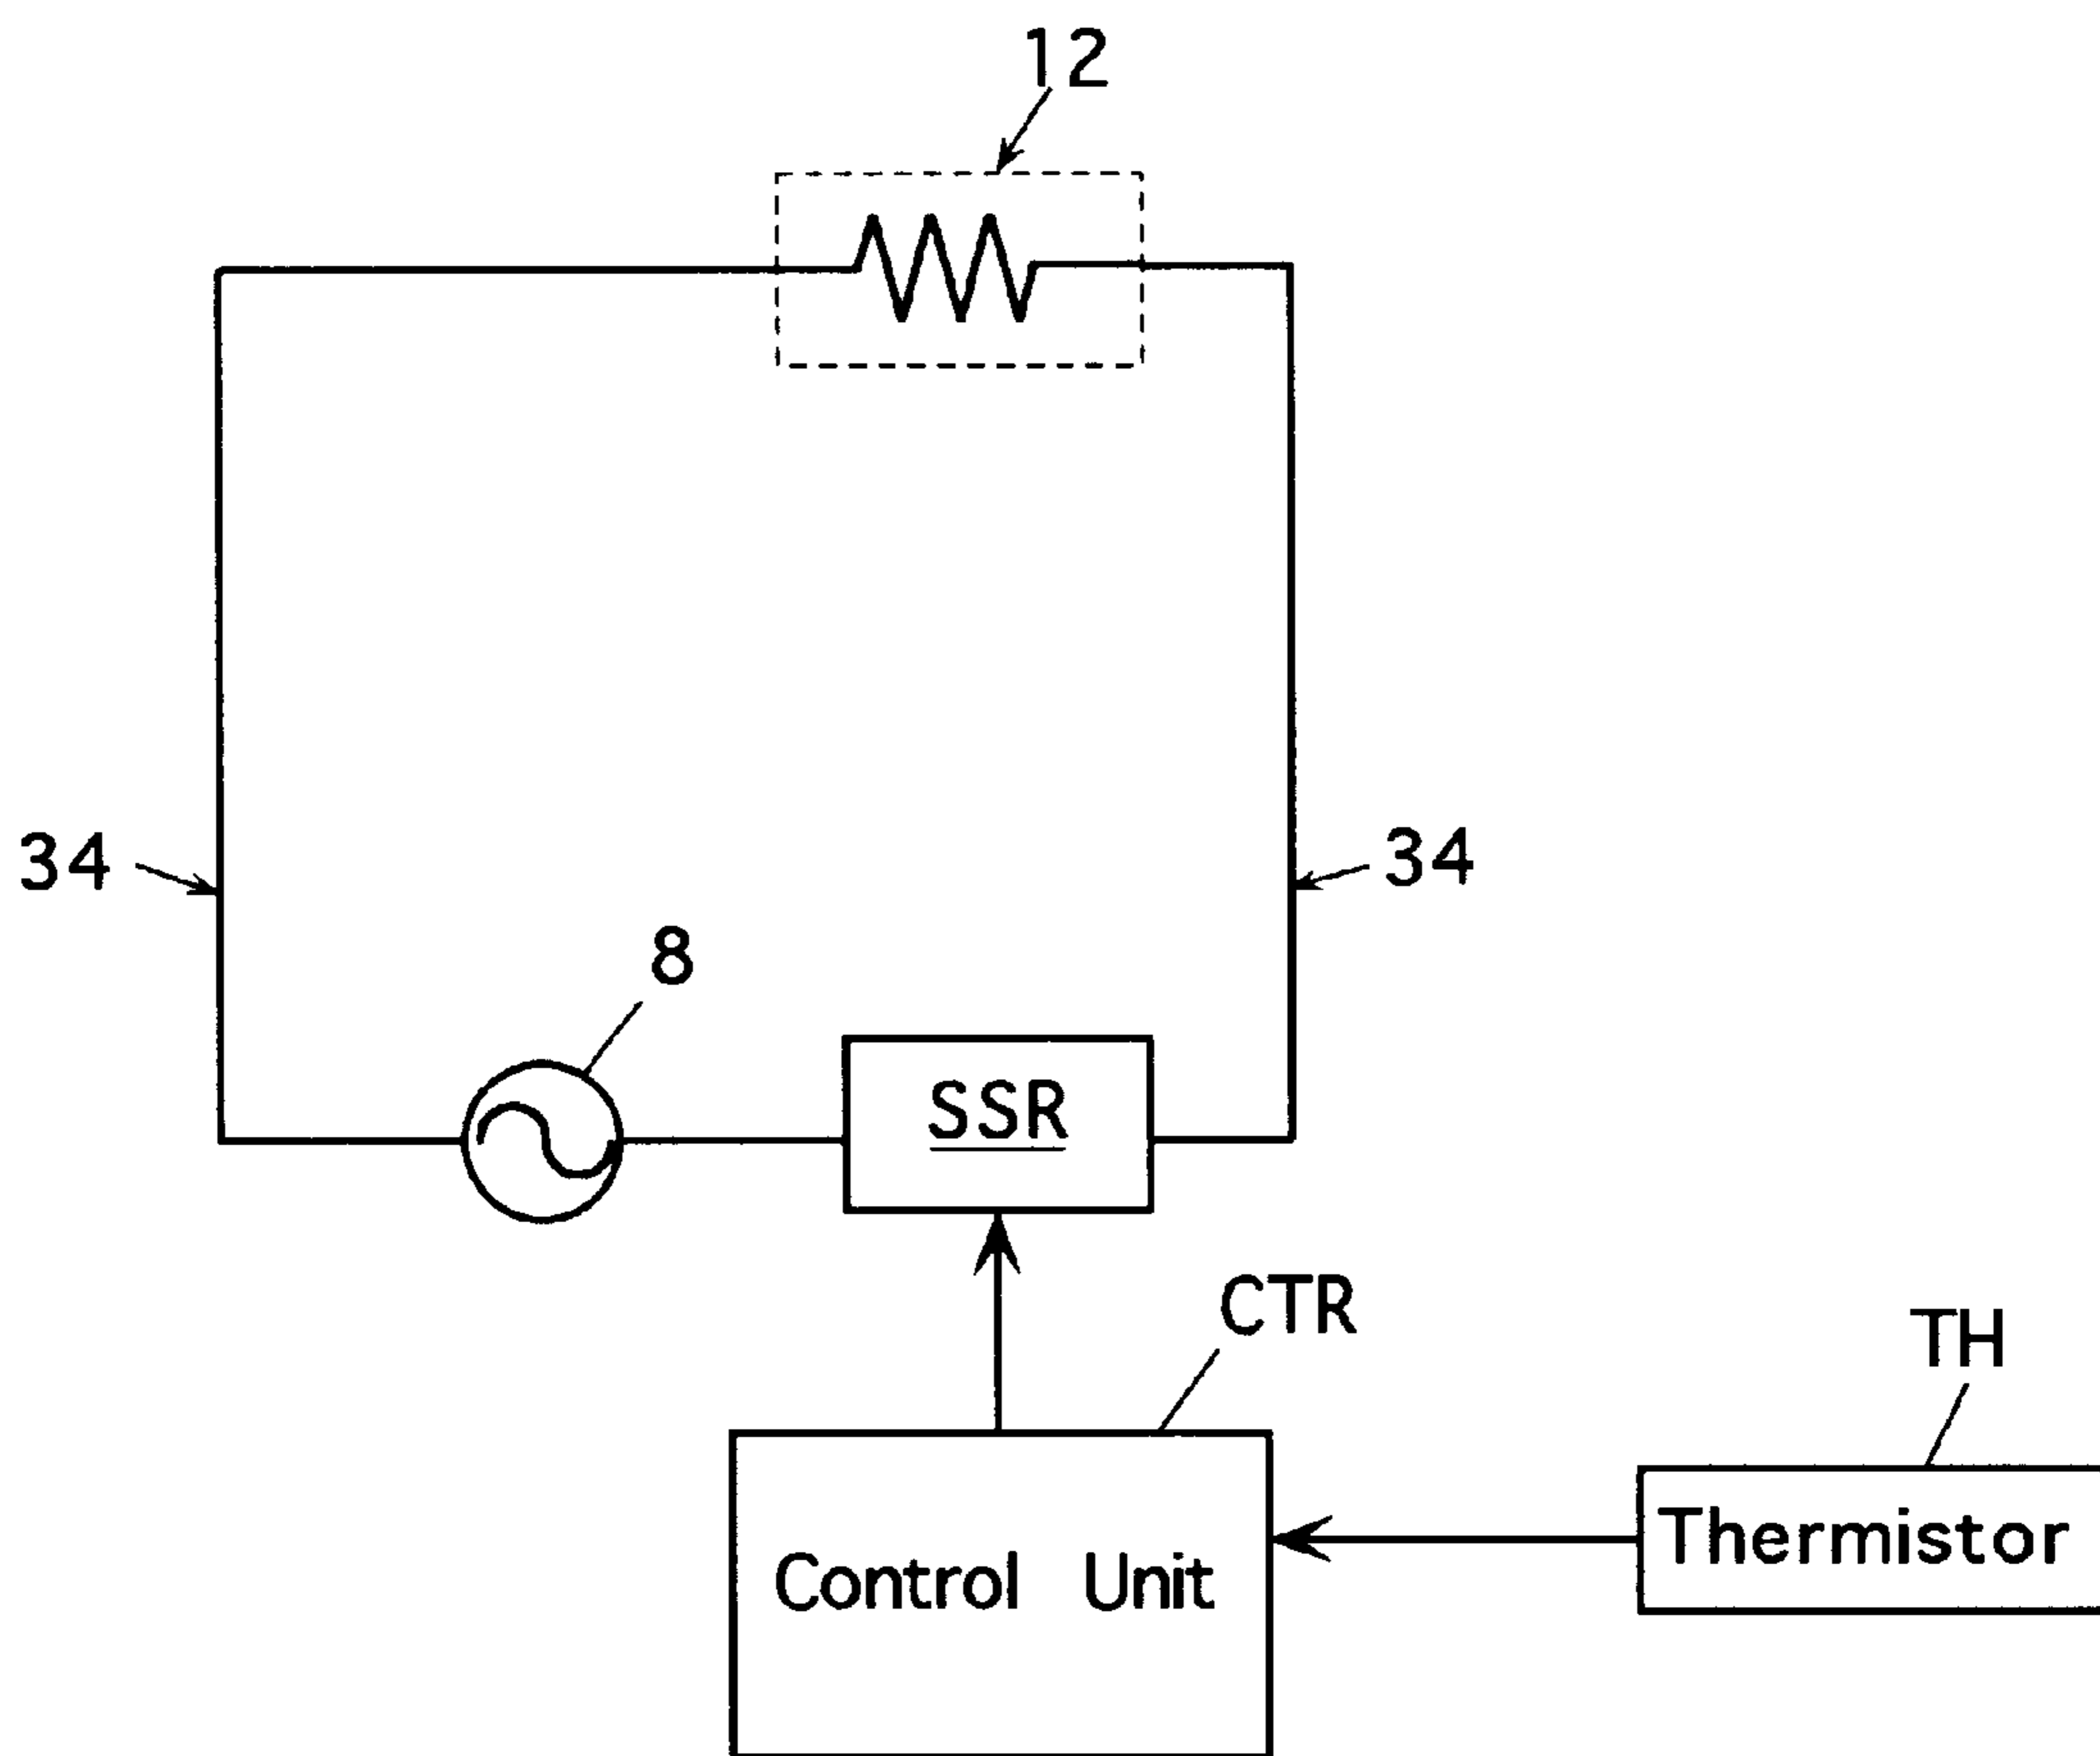 12
34
34
8
SSR
CTR
TH
Thermistor
Control Unit